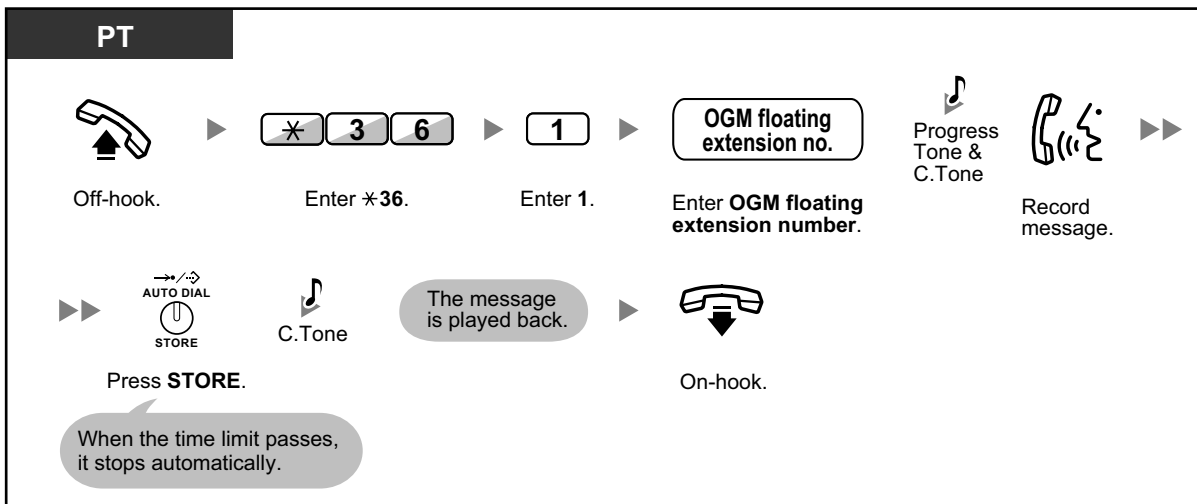 PT
✳ 3 6
1
OGM floating
extension no.
Progress
Tone &
C.Tone
Off-hook.
Enter ✳36.
Enter 1.
Enter OGM floating
extension number.
Record
message.
AUTO DIAL
STORE
C.Tone
The message
is played back.
Press STORE.
On-hook.
When the time limit passes,
it stops automatically.